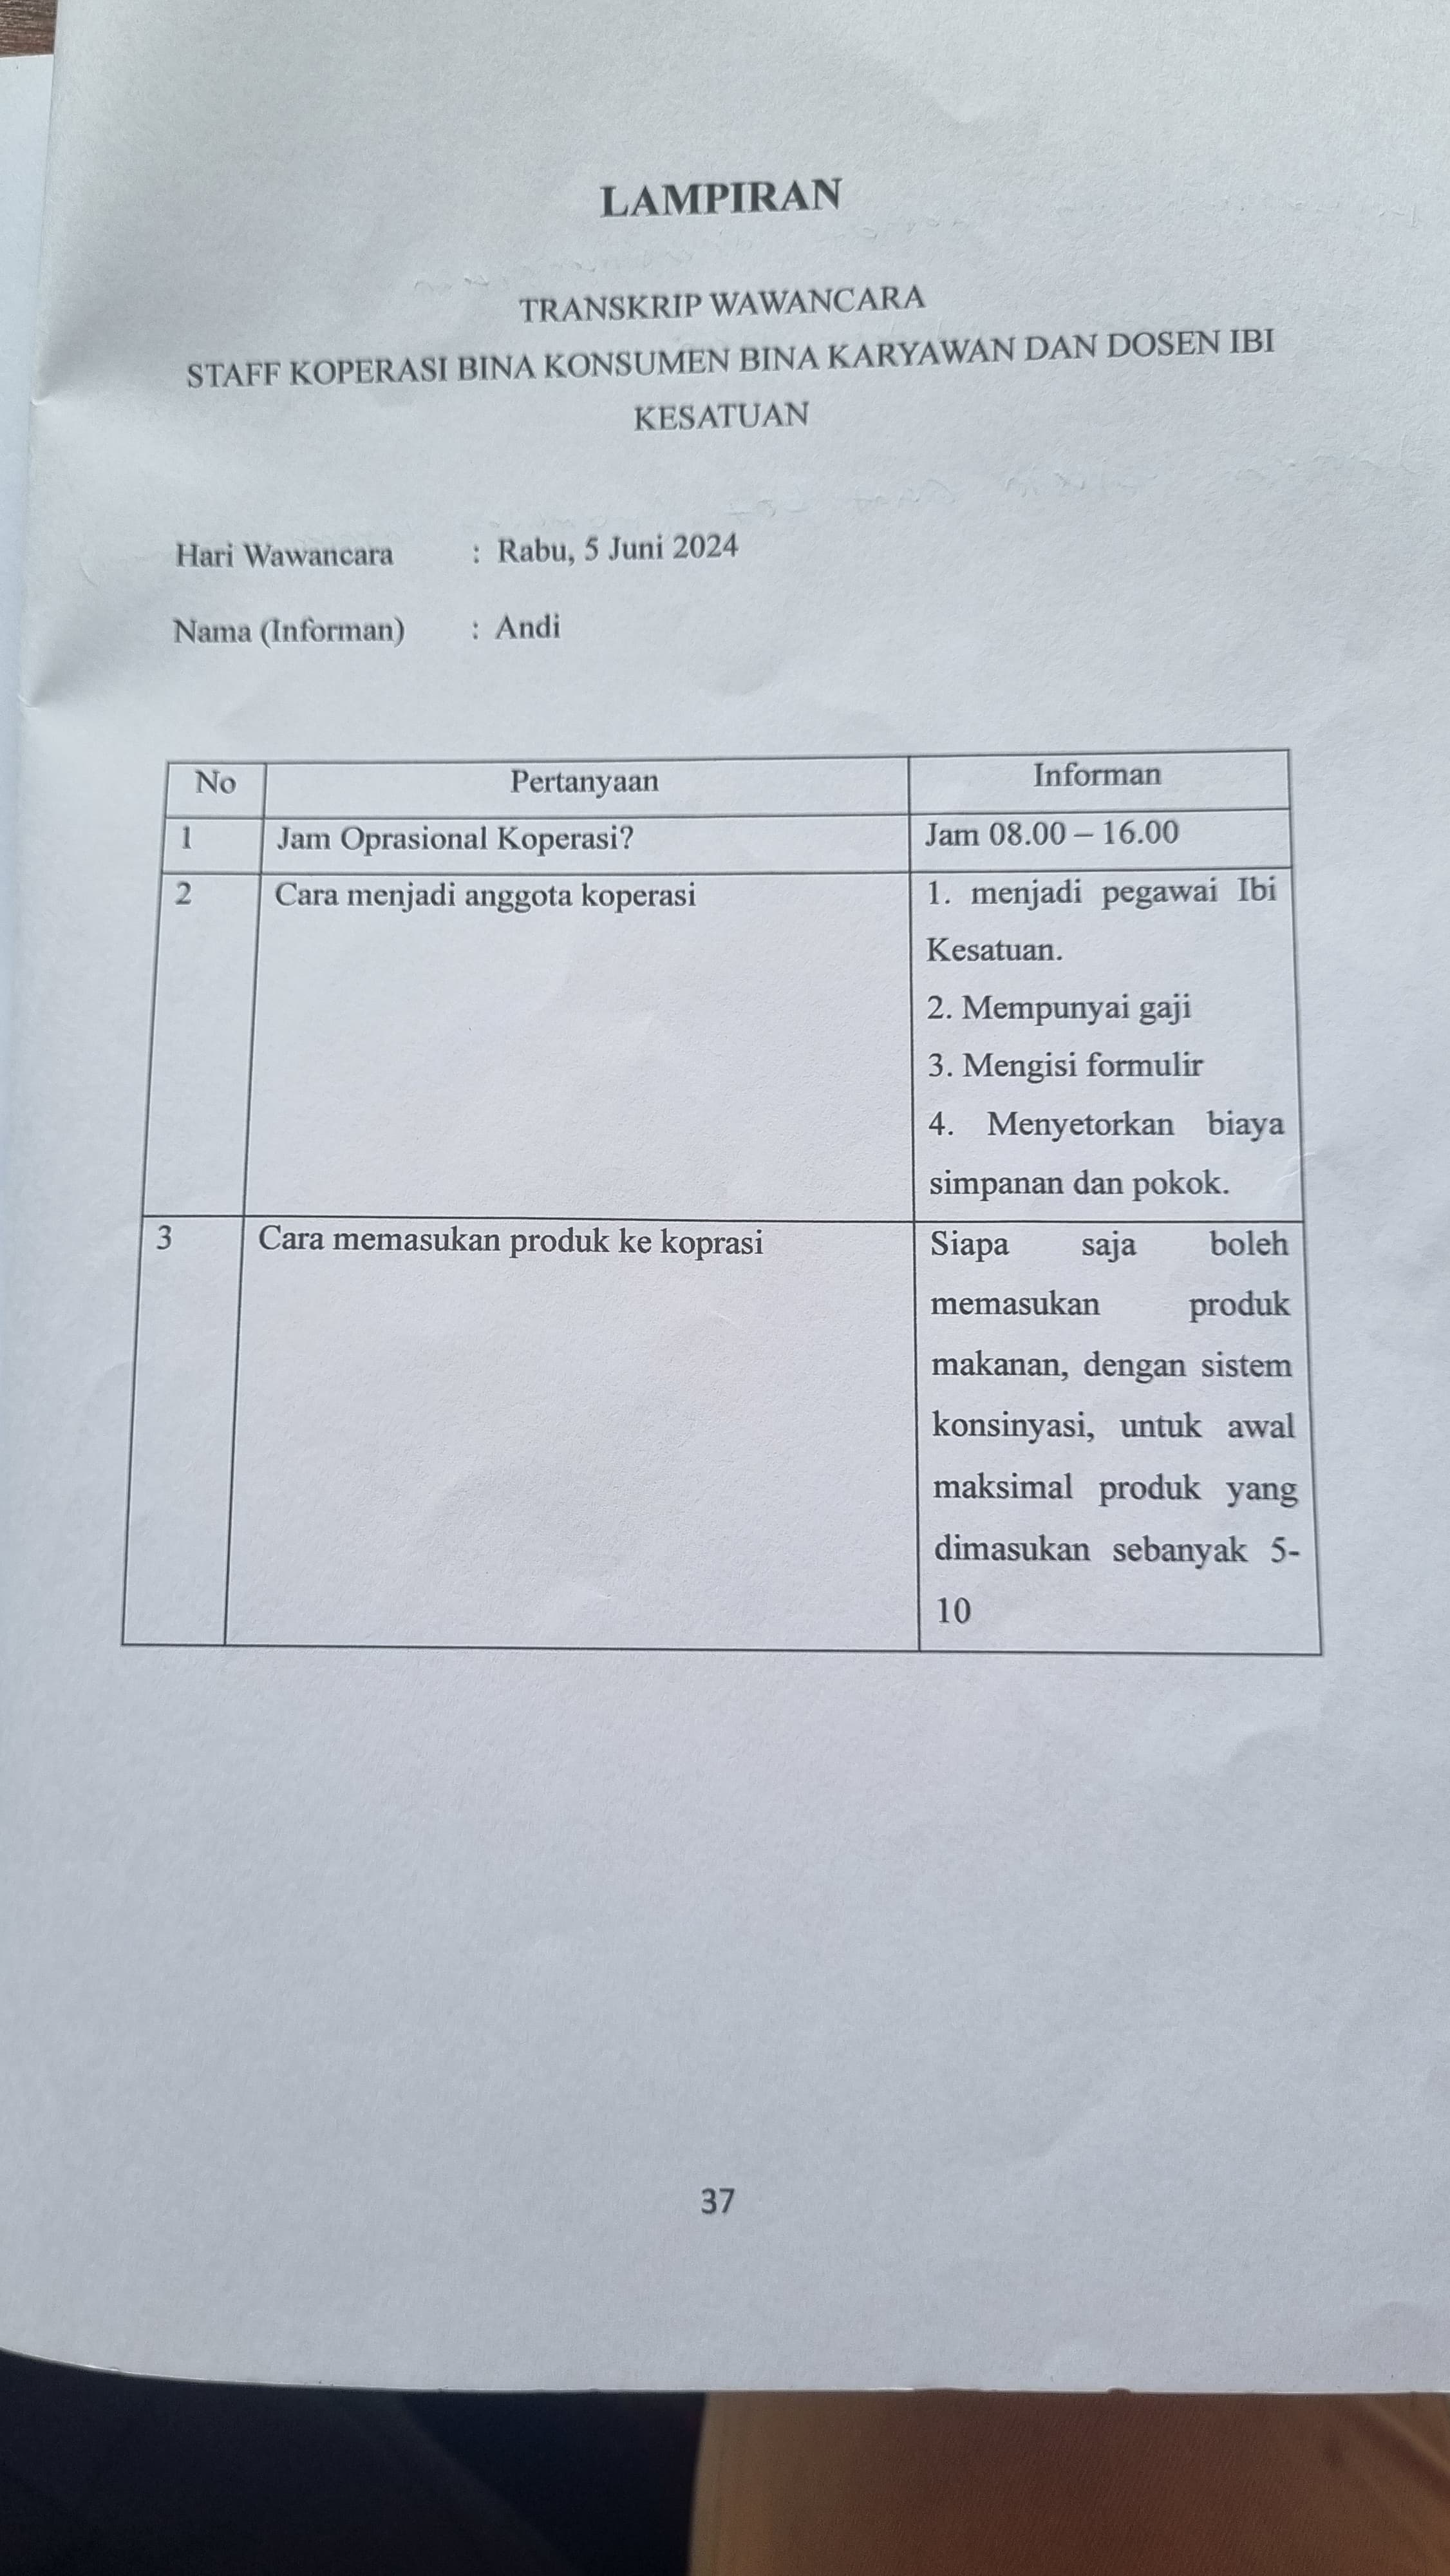 LAMPIRAN
TRANSKRIP WAWANCARA
STAFF KOPERASI BINA KONSUMEN BINA KARYAWAN DAN DOSEN IBI
KESATUAN
Hari Wawancara : Rabu, 5 Juni 2024
Nama (Informan) : Andi
No Pertanyaan Informan
1 Jam Oprasional Koperasi? Jam 08.00 – 16.00
2 Cara menjadi anggota koperasi 1. menjadi pegawai Ibi
Kesatuan.
2. Mempunyai gaji
3. Mengisi formulir
4. Menyetorkan biaya
simpanan dan pokok.
3 Cara memasukan produk ke koprasi Siapa saja boleh
memasukan produk
makanan, dengan sistem
konsinyasi, untuk awal
maksimal produk yang
dimasukan sebanyak 5-
10
37